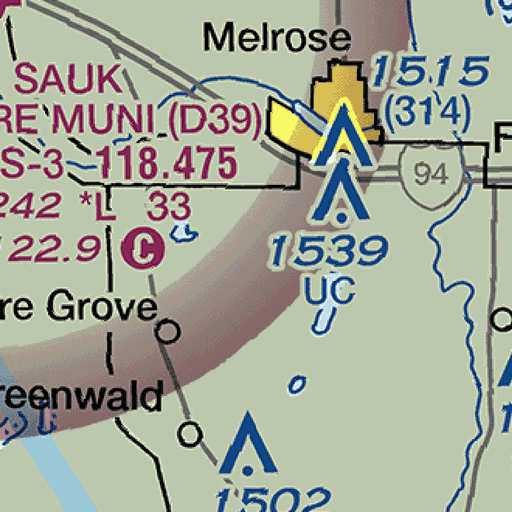 Melrose
1515
(314)
SAUK
RE MUNI (D39)
S-3 118.475
94
242 *L 33
22.9 C
1539
UC
re Grove
reenwald
1502